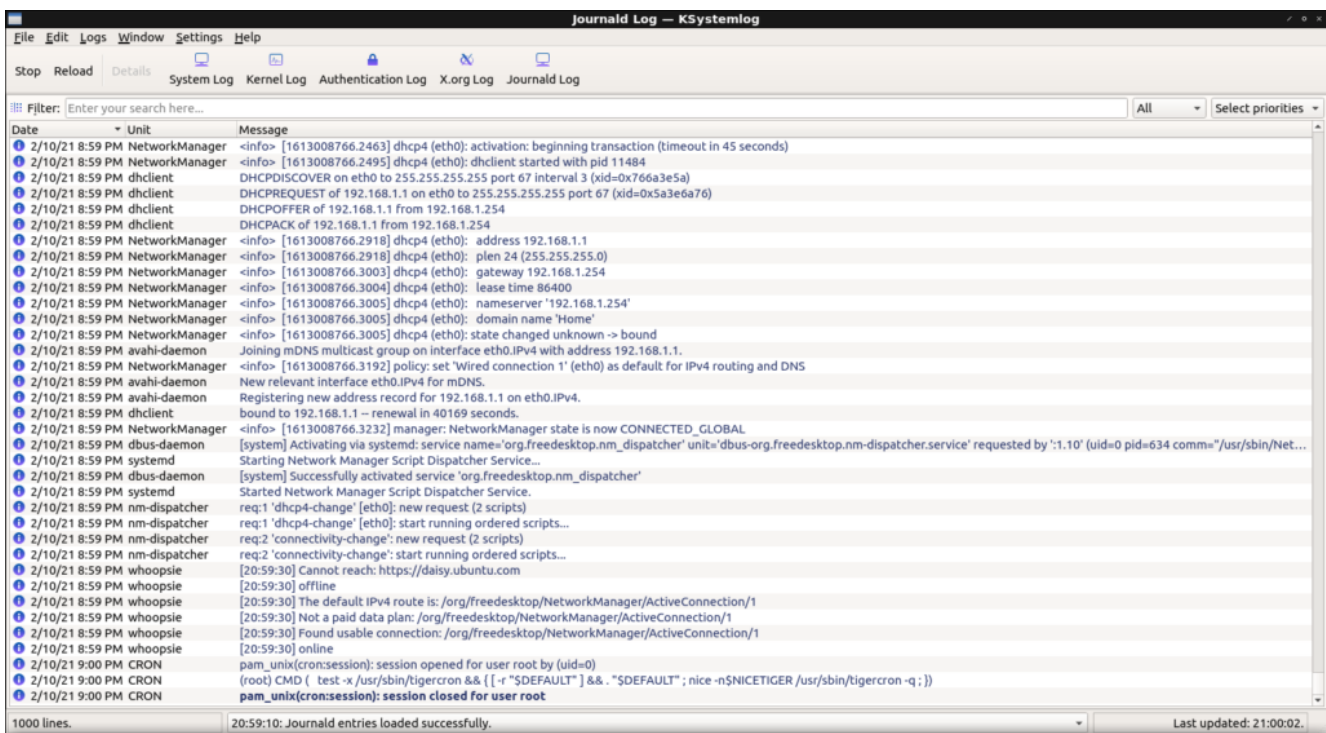 Journald Log — KSystemlog
File Edit Logs Window Settings Help
Stop Reload Details System Log Kernel Log Authentication Log X.org Log Journald Log
Filter: Enter your search here... All Select priorities
Date Unit Message
2/10/21 8:59 PM NetworkManager <info> [1613008766.2463] dhcp4 (eth0): activation: beginning transaction (timeout in 45 seconds)
2/10/21 8:59 PM NetworkManager <info> [1613008766.2495] dhcp4 (eth0): dhclient started with pid 11484
2/10/21 8:59 PM dhclient DHCPDISCOVER on eth0 to 255.255.255.255 port 67 interval 3 (xid=0x766a3e5a)
2/10/21 8:59 PM dhclient DHCPREQUEST of 192.168.1.1 on eth0 to 255.255.255.255 port 67 (xid=0x5a3e6a76)
2/10/21 8:59 PM dhclient DHCPOFFER of 192.168.1.1 from 192.168.1.254
2/10/21 8:59 PM dhclient DHCPACK of 192.168.1.1 from 192.168.1.254
2/10/21 8:59 PM NetworkManager <info> [1613008766.2918] dhcp4 (eth0): address 192.168.1.1
2/10/21 8:59 PM NetworkManager <info> [1613008766.2918] dhcp4 (eth0): plen 24 (255.255.255.0)
2/10/21 8:59 PM NetworkManager <info> [1613008766.3003] dhcp4 (eth0): gateway 192.168.1.254
2/10/21 8:59 PM NetworkManager <info> [1613008766.3004] dhcp4 (eth0): lease time 86400
2/10/21 8:59 PM NetworkManager <info> [1613008766.3005] dhcp4 (eth0): nameserver '192.168.1.254'
2/10/21 8:59 PM NetworkManager <info> [1613008766.3005] dhcp4 (eth0): domain name 'Home'
2/10/21 8:59 PM NetworkManager <info> [1613008766.3005] dhcp4 (eth0): state changed unknown -> bound
2/10/21 8:59 PM avahi-daemon Joining mDNS multicast group on interface eth0.IPv4 with address 192.168.1.1.
2/10/21 8:59 PM NetworkManager <info> [1613008766.3192] policy: set 'Wired connection 1' (eth0) as default for IPv4 routing and DNS
2/10/21 8:59 PM avahi-daemon New relevant interface eth0.IPv4 for mDNS.
2/10/21 8:59 PM avahi-daemon Registering new address record for 192.168.1.1 on eth0.IPv4.
2/10/21 8:59 PM dhclient bound to 192.168.1.1 -- renewal in 40169 seconds.
2/10/21 8:59 PM NetworkManager <info> [1613008766.3232] manager: NetworkManager state is now CONNECTED_GLOBAL
2/10/21 8:59 PM dbus-daemon [system] Activating via systemd: service name='org.freedesktop.nm_dispatcher' unit='dbus-org.freedesktop.nm-dispatcher.service' requested by ':1.10' (uid=0 pid=634 comm="/usr/sbin/Net...
2/10/21 8:59 PM systemd Starting Network Manager Script Dispatcher Service...
2/10/21 8:59 PM dbus-daemon [system] Successfully activated service 'org.freedesktop.nm_dispatcher'
2/10/21 8:59 PM systemd Started Network Manager Script Dispatcher Service.
2/10/21 8:59 PM nm-dispatcher req:1 'dhcp4-change' [eth0]: new request (2 scripts)
2/10/21 8:59 PM nm-dispatcher req:1 'dhcp4-change' [eth0]: start running ordered scripts...
2/10/21 8:59 PM nm-dispatcher req:2 'connectivity-change': new request (2 scripts)
2/10/21 8:59 PM nm-dispatcher req:2 'connectivity-change': start running ordered scripts...
2/10/21 8:59 PM whoopsie [20:59:30] Cannot reach: https://daisy.ubuntu.com
2/10/21 8:59 PM whoopsie [20:59:30] offline
2/10/21 8:59 PM whoopsie [20:59:30] The default IPv4 route is: /org/freedesktop/NetworkManager/ActiveConnection/1
2/10/21 8:59 PM whoopsie [20:59:30] Not a paid data plan: /org/freedesktop/NetworkManager/ActiveConnection/1
2/10/21 8:59 PM whoopsie [20:59:30] Found usable connection: /org/freedesktop/NetworkManager/ActiveConnection/1
2/10/21 8:59 PM whoopsie [20:59:30] online
2/10/21 9:00 PM CRON pam_unix(cron:session): session opened for user root by (uid=0)
2/10/21 9:00 PM CRON (root) CMD ( test -x /usr/sbin/tigercron && { [ -r "$DEFAULT" ] && . "$DEFAULT" ; nice -n$NICETIGER /usr/sbin/tigercron -q ; })
2/10/21 9:00 PM CRON pam_unix(cron:session): session closed for user root
1000 lines. 20:59:10: Journald entries loaded successfully. Last updated: 21:00:02.